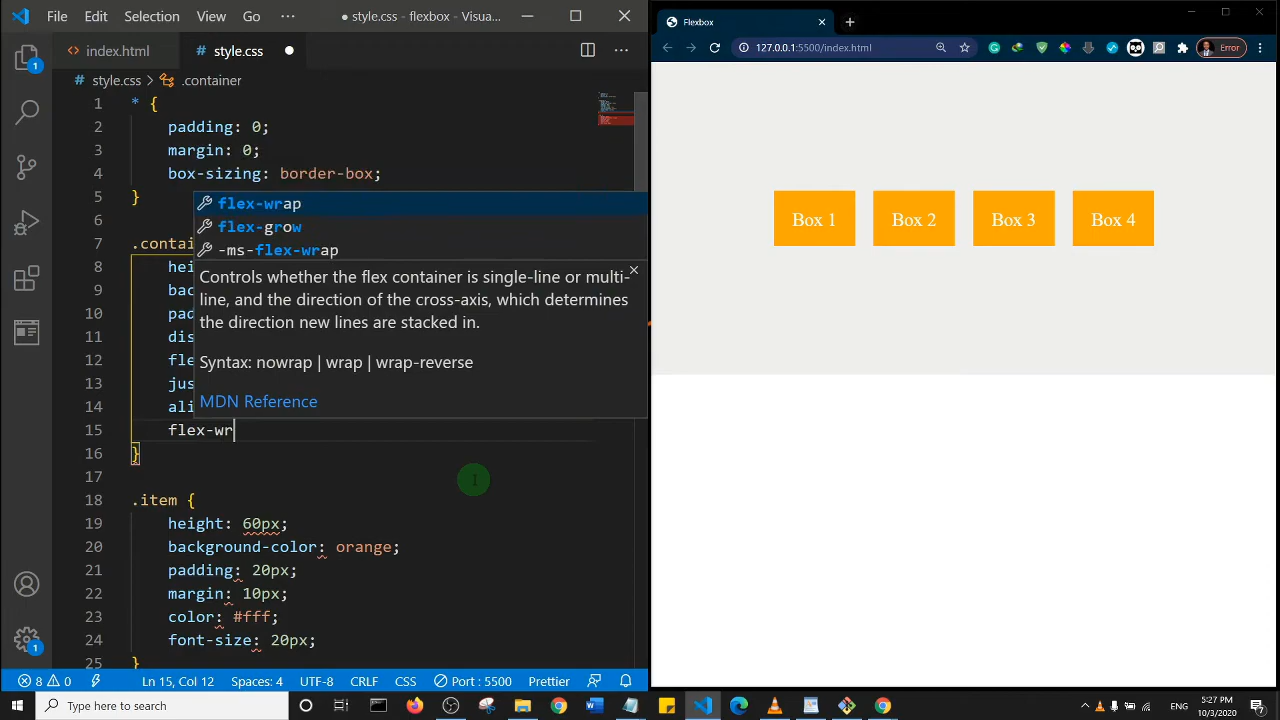 File Edit Selection View Go ··· ● style.css - flexbox - Visua...
index.html style.css ●
style.css > .container
1 * {
2 padding: 0;
3 margin: 0;
4 box-sizing: border-box;
5 }
6
7 .contai
8 hei
9 bac
10 pad
11 dis
12 fle
13 jus
14 ali
15 flex-wr
16 }
17
18 .item {
19 height: 60px;
20 background-color: orange;
21 padding: 20px;
22 margin: 10px;
23 color: #fff;
24 font-size: 20px;
25 }
flex-wrap
flex-grow
-ms-flex-wrap
Controls whether the flex container is single-line or multi-
line, and the direction of the cross-axis, which determines
the direction new lines are stacked in.
Syntax: nowrap | wrap | wrap-reverse
MDN Reference
1
1
8 0 Ln 15, Col 12 Spaces: 4 UTF-8 CRLF CSS Port : 5500 Prettier
Flexbox
127.0.0.1:5500/index.html Error
Box 1 Box 2 Box 3 Box 4
Type here to search
5:27 PM
10/3/2020
7